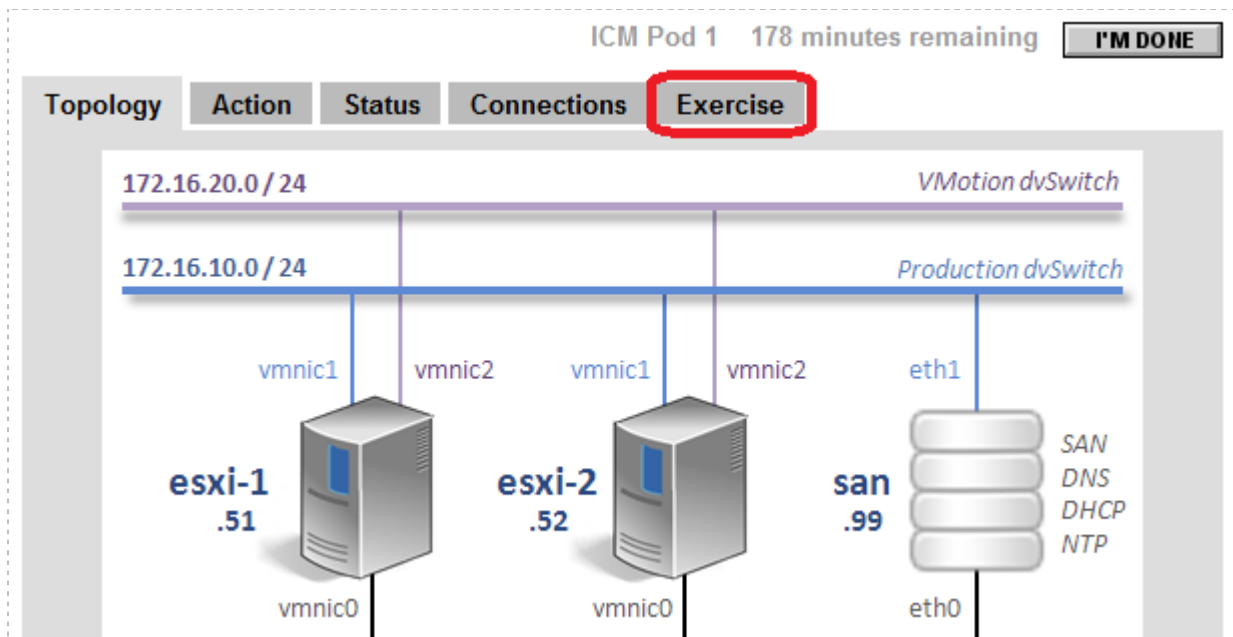 ICM Pod 1 178 minutes remaining I'M DONE
Topology Action Status Connections Exercise
172.16.20.0 / 24 VMotion dvSwitch
172.16.10.0 / 24 Production dvSwitch
vmnic1 vmnic2 vmnic1 vmnic2 eth1
esxi-1 esxi-2 san
.51 .52 .99
SAN
DNS
DHCP
NTP
vmnic0 vmnic0 eth0